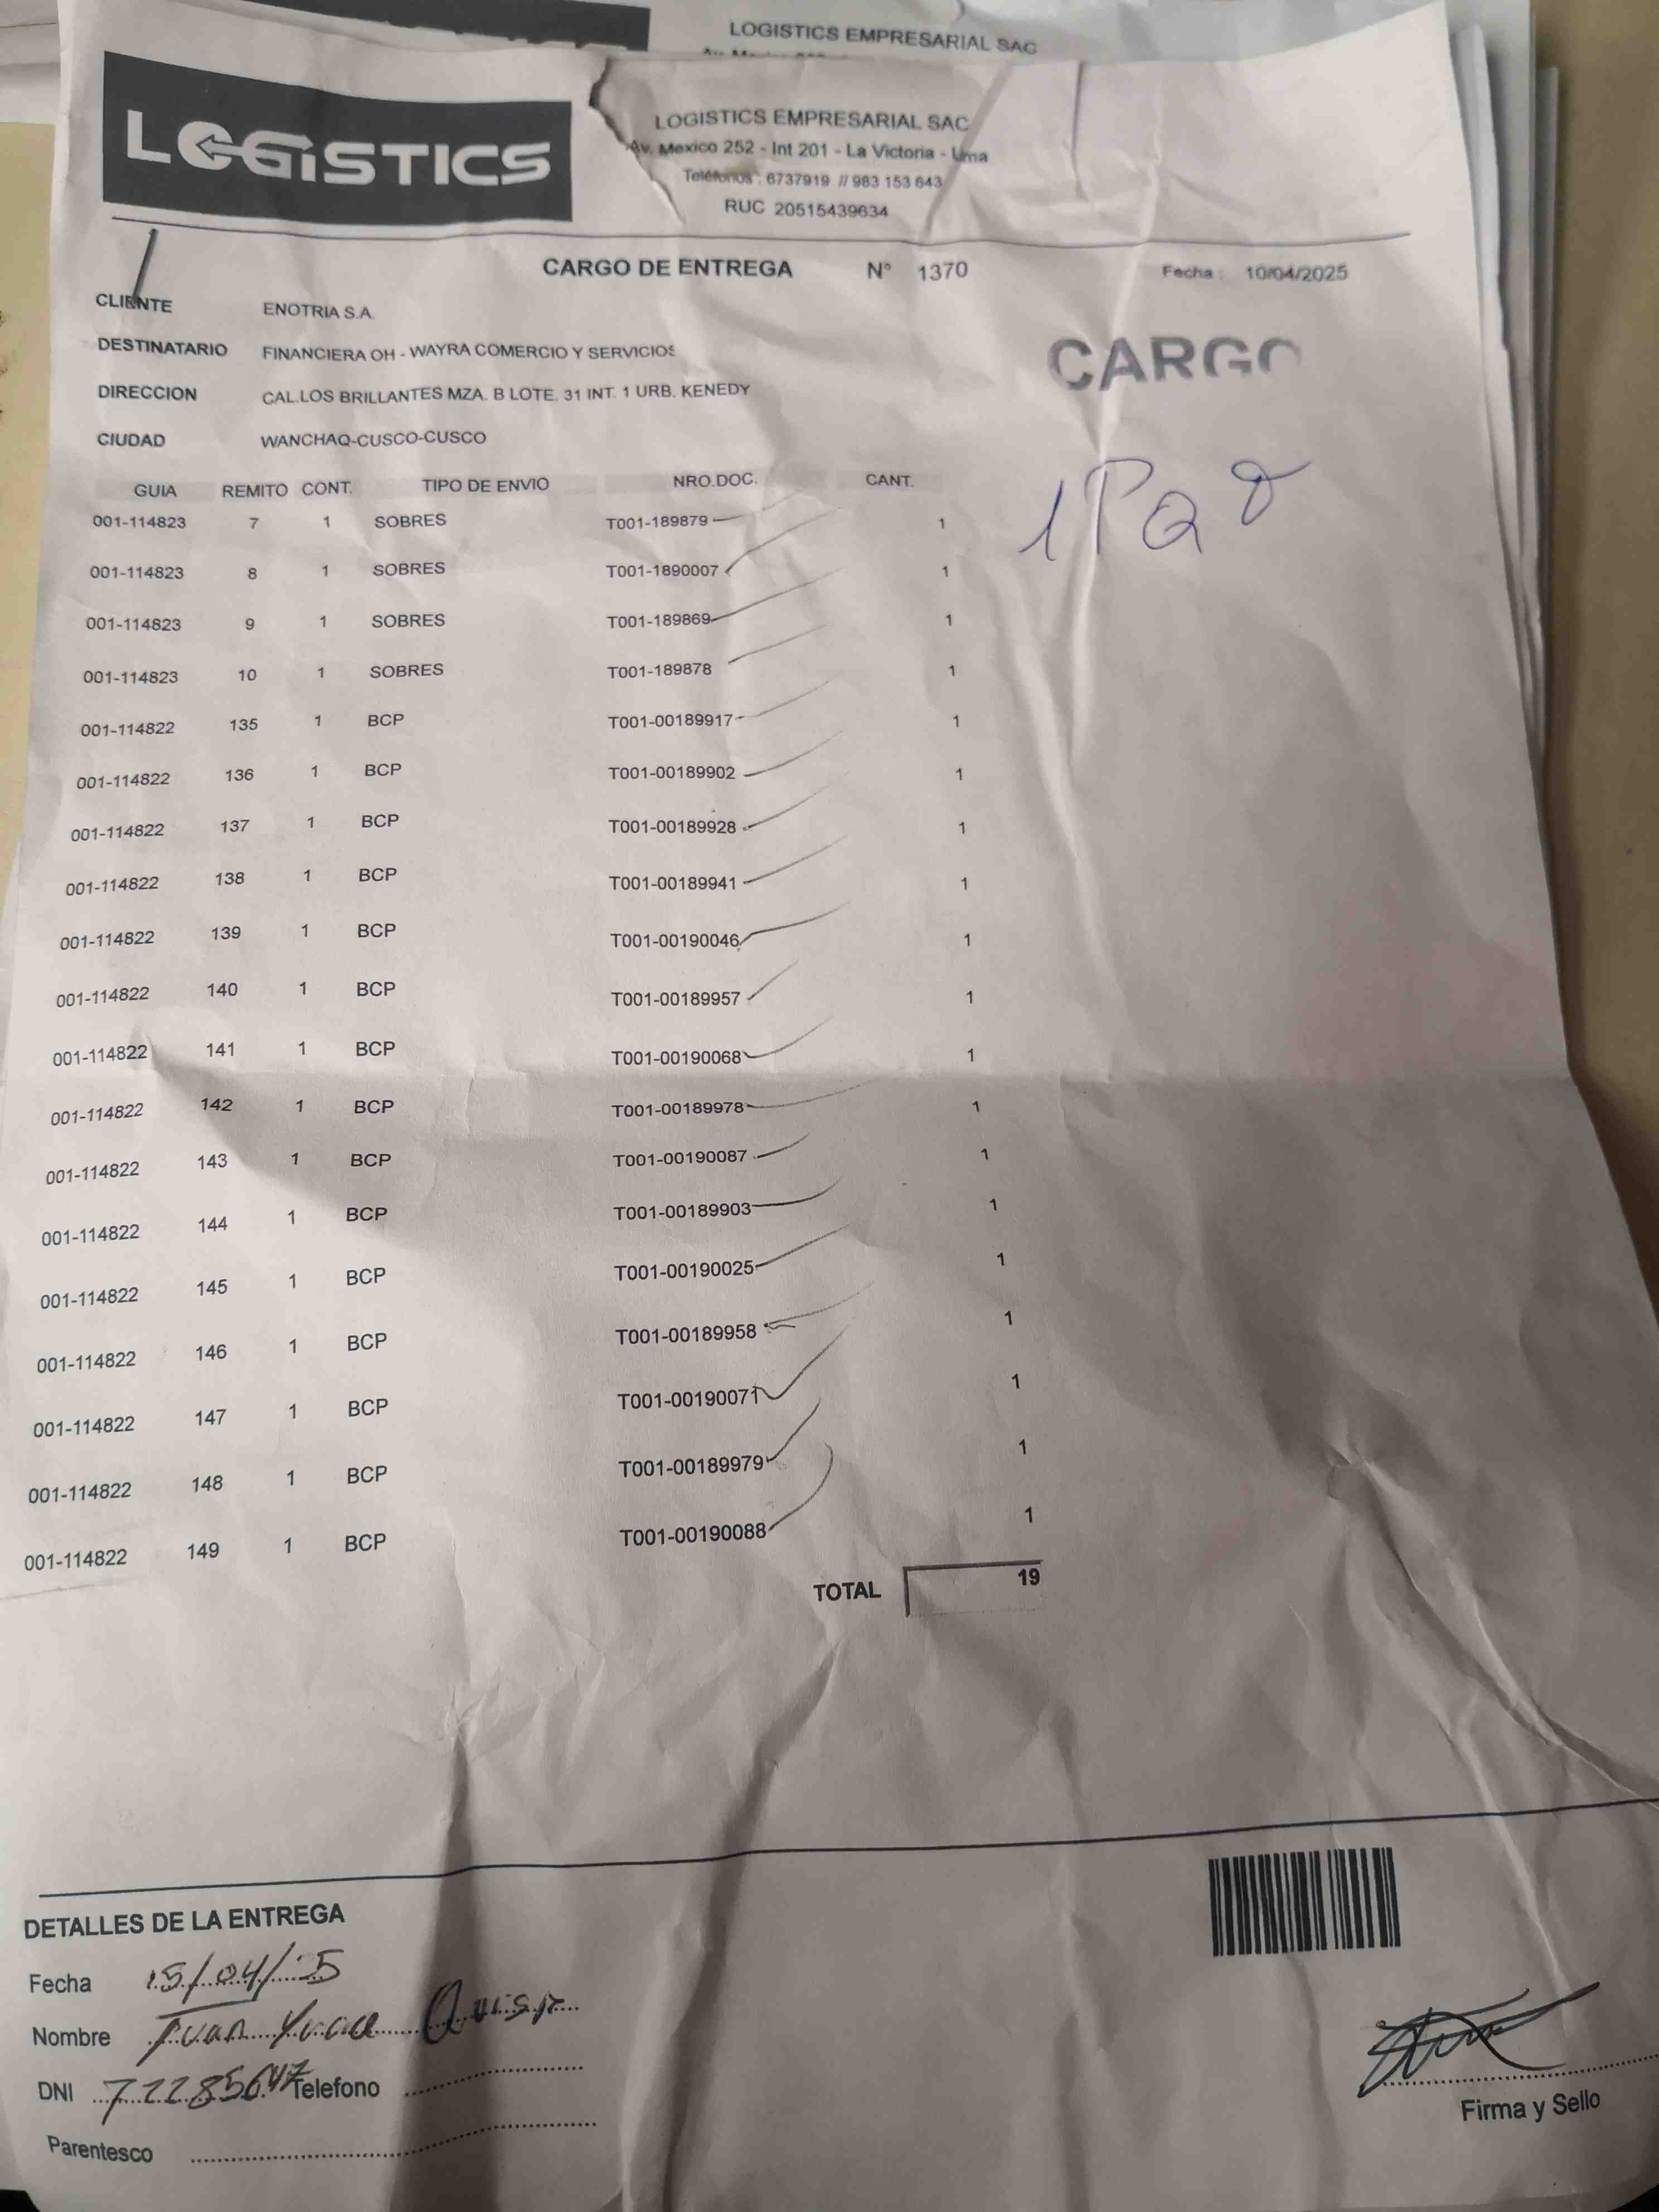 LOGISTICS EMPRESARIAL SAC
LOGISTICS
LOGISTICS EMPRESARIAL SAC
Av. Mexico 252 - Int 201 - La Victoria - Lima
Teléfonos : 6737919 // 983 153 643
RUC 20515439634
CARGO DE ENTREGA N° 1370 Fecha : 10/04/2025
CLIENTE ENOTRIA S.A.
DESTINATARIO FINANCIERA OH - WAYRA COMERCIO Y SERVICIOS
DIRECCION CAL.LOS BRILLANTES MZA. B LOTE. 31 INT. 1 URB. KENEDY
CIUDAD WANCHAQ-CUSCO-CUSCO
CARGO
GUIA REMITO CONT. TIPO DE ENVIO NRO.DOC. CANT.
1 PQ
001-114823 7 1 SOBRES T001-189879 1
001-114823 8 1 SOBRES T001-1890007 1
001-114823 9 1 SOBRES T001-189869 1
001-114823 10 1 SOBRES T001-189878 1
001-114822 135 1 BCP T001-00189917 1
001-114822 136 1 BCP T001-00189902 1
001-114822 137 1 BCP T001-00189928 1
001-114822 138 1 BCP T001-00189941 1
001-114822 139 1 BCP T001-00190046 1
001-114822 140 1 BCP T001-00189957 1
001-114822 141 1 BCP T001-00190068 1
001-114822 142 1 BCP T001-00189978 1
001-114822 143 1 BCP T001-00190087 1
001-114822 144 1 BCP T001-00189903 1
001-114822 145 1 BCP T001-00190025 1
001-114822 146 1 BCP T001-00189958 1
001-114822 147 1 BCP T001-00190071 1
001-114822 148 1 BCP T001-00189979 1
001-114822 149 1 BCP T001-00190088 1
TOTAL 19
DETALLES DE LA ENTREGA
Fecha 15/04/25
Nombre
DNI 72285647 Telefono
Parentesco
Firma y Sello